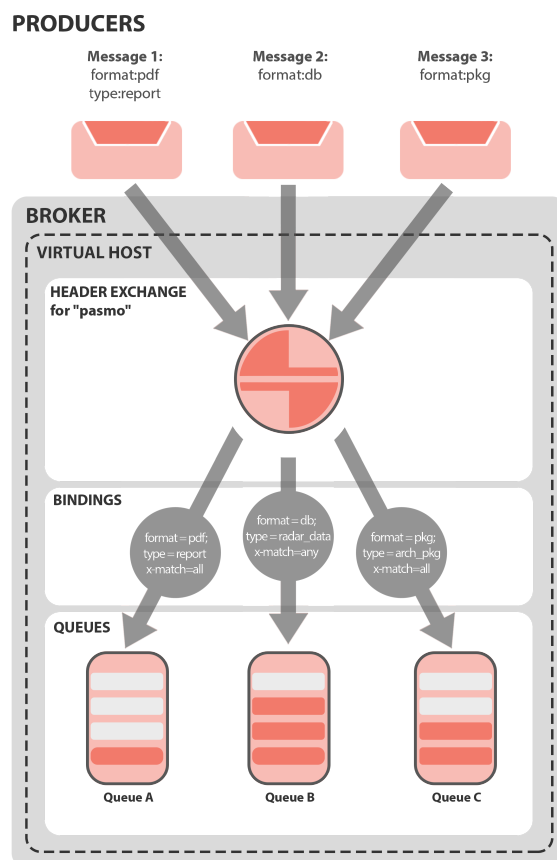 PRODUCERS
Message 1:
format:pdf
type:report
Message 2:
format:db
Message 3:
format:pkg
BROKER
VIRTUAL HOST
HEADER EXCHANGE
for "pasmo"
BINDINGS
format = pdf;
type = report
x-match=all
format = db;
type = radar_data
x-match=any
format = pkg;
type = arch_pkg
x-match=all
QUEUES
Queue A
Queue B
Queue C